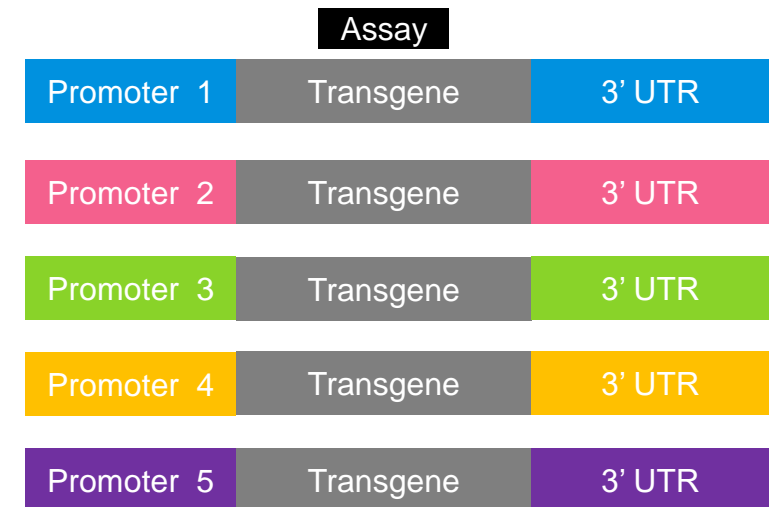 Assay
Promoter 1 Transgene 3’ UTR
Promoter 2 Transgene 3’ UTR
Promoter 3 Transgene 3’ UTR
Promoter 4 Transgene 3’ UTR
Promoter 5 Transgene 3’ UTR